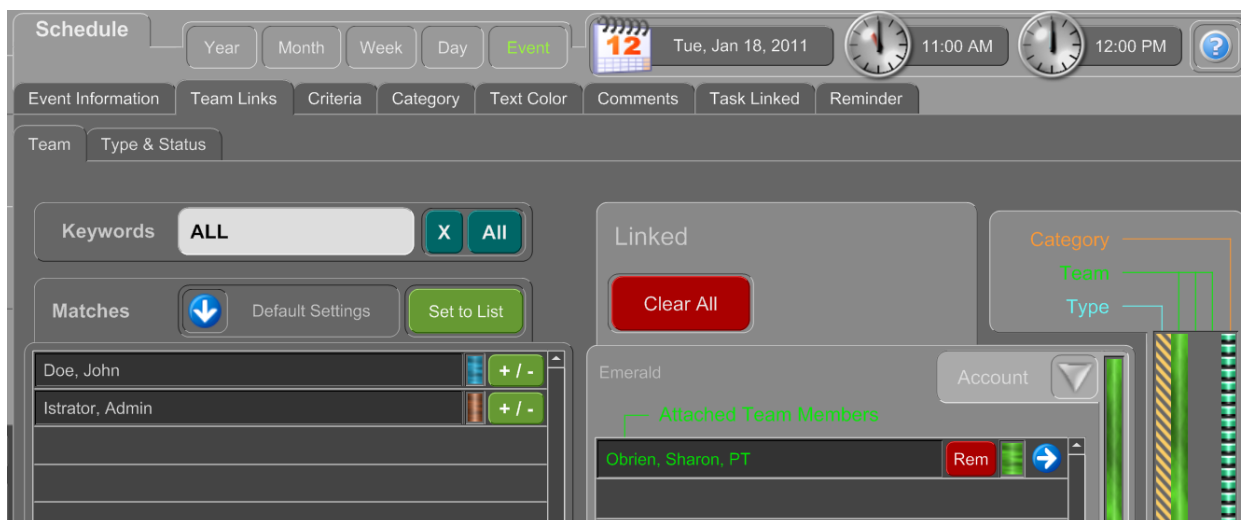 Schedule
Year Month Week Day Event
12 Tue, Jan 18, 2011 11:00 AM 12:00 PM ?
Event Information Team Links Criteria Category Text Color Comments Task Linked Reminder
Team Type & Status
Keywords ALL X All
Linked
Category
Team
Type
Clear All
Matches Default Settings Set to List
Doe, John + / -
Istrator, Admin + / -
Emerald Account
Attached Team Members
Obrien, Sharon, PT Rem